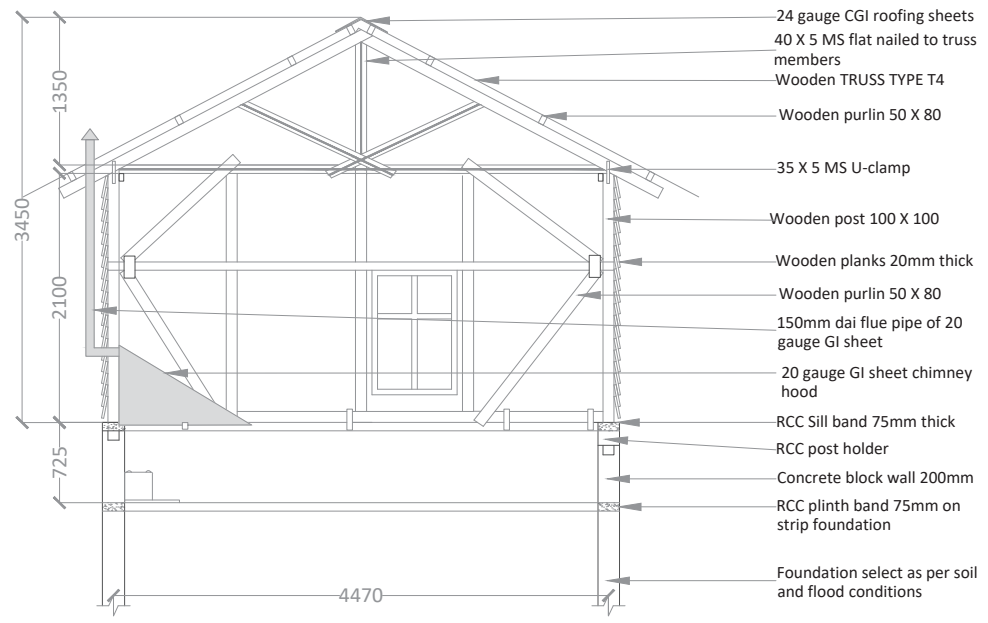 24 gauge CGI roofing sheets
40 X 5 MS flat nailed to truss
members
Wooden TRUSS TYPE T4
Wooden purlin 50 X 80
35 X 5 MS U-clamp
Wooden post 100 X 100
Wooden planks 20mm thick
Wooden purlin 50 X 80
150mm dai flue pipe of 20
gauge GI sheet
20 gauge GI sheet chimney
hood
RCC Sill band 75mm thick
RCC post holder
Concrete block wall 200mm
RCC plinth band 75mm on
strip foundation
Foundation select as per soil
and flood conditions
1350
3450
2100
725
4470